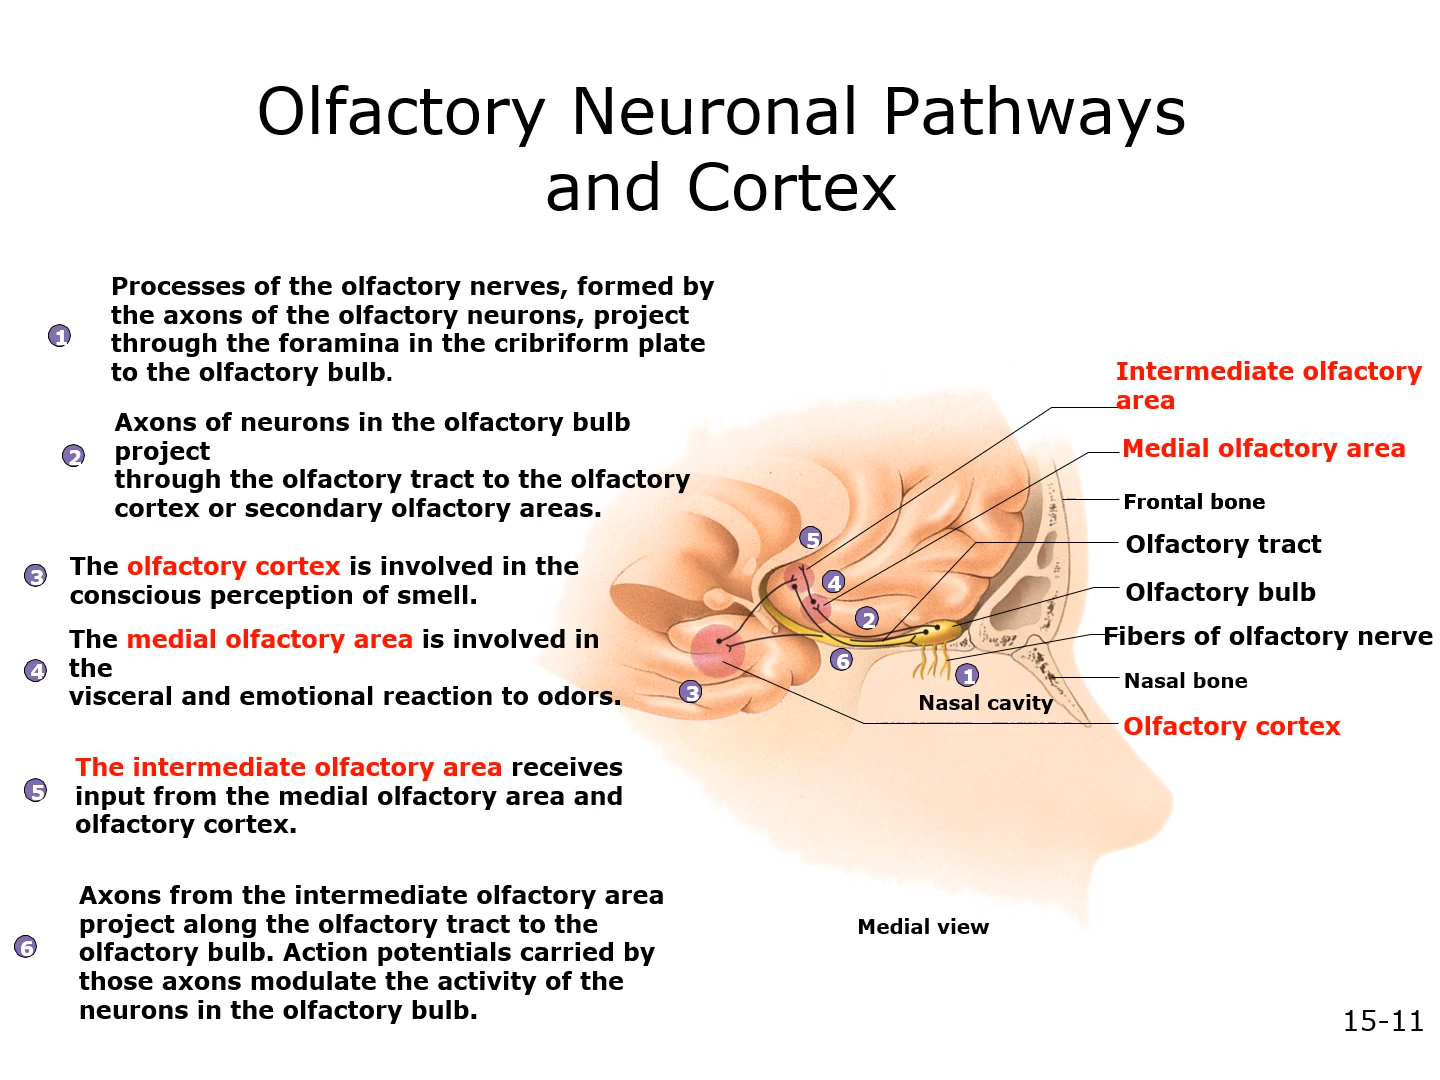 Olfactory Neuronal Pathways
and Cortex
1
Processes of the olfactory nerves, formed by
the axons of the olfactory neurons, project
through the foramina in the cribriform plate
to the olfactory bulb.
2
Axons of neurons in the olfactory bulb
project
through the olfactory tract to the olfactory
cortex or secondary olfactory areas.
3
The olfactory cortex is involved in the
conscious perception of smell.
4
The medial olfactory area is involved in
the
visceral and emotional reaction to odors.
5
The intermediate olfactory area receives
input from the medial olfactory area and
olfactory cortex.
6
Axons from the intermediate olfactory area
project along the olfactory tract to the
olfactory bulb. Action potentials carried by
those axons modulate the activity of the
neurons in the olfactory bulb.
Intermediate olfactory
area
Medial olfactory area
Frontal bone
Olfactory tract
Olfactory bulb
Fibers of olfactory nerve
Nasal bone
Olfactory cortex
5
4
2
6
1
3
Nasal cavity
Medial view
15-11